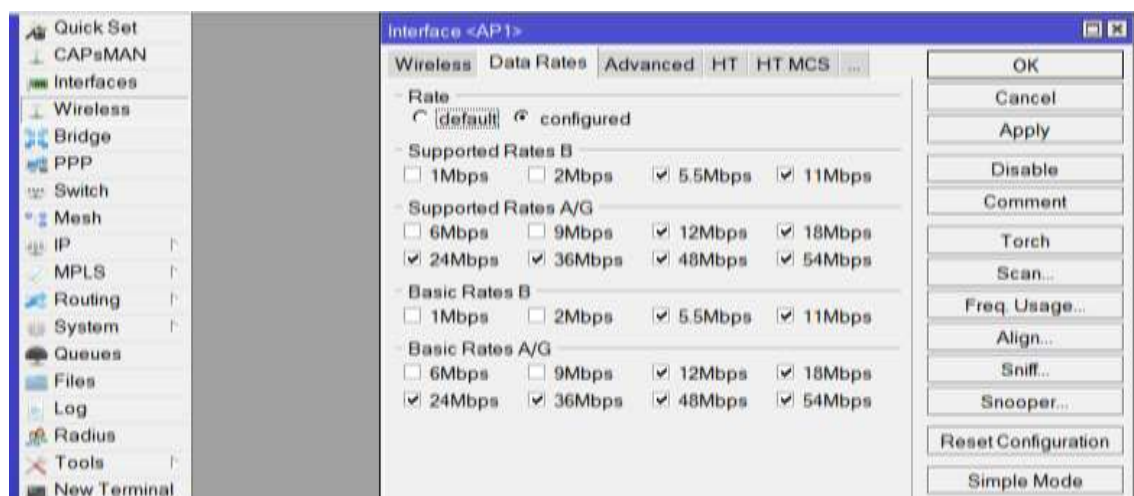 Quick Set
CAPsMAN
Interfaces
Wireless
Bridge
PPP
Switch
Mesh
IP
MPLS
Routing
System
Queues
Files
Log
Radius
Tools
New Terminal
Interface <AP1>
Wireless Data Rates Advanced HT HT MCS ...
Rate
default configured
Supported Rates B
1Mbps 2Mbps 5.5Mbps 11Mbps
Supported Rates A/G
6Mbps 9Mbps 12Mbps 18Mbps
24Mbps 36Mbps 48Mbps 54Mbps
Basic Rates B
1Mbps 2Mbps 5.5Mbps 11Mbps
Basic Rates A/G
6Mbps 9Mbps 12Mbps 18Mbps
24Mbps 36Mbps 48Mbps 54Mbps
OK
Cancel
Apply
Disable
Comment
Torch
Scan...
Freq. Usage...
Align...
Sniff...
Snooper...
Reset Configuration
Simple Mode